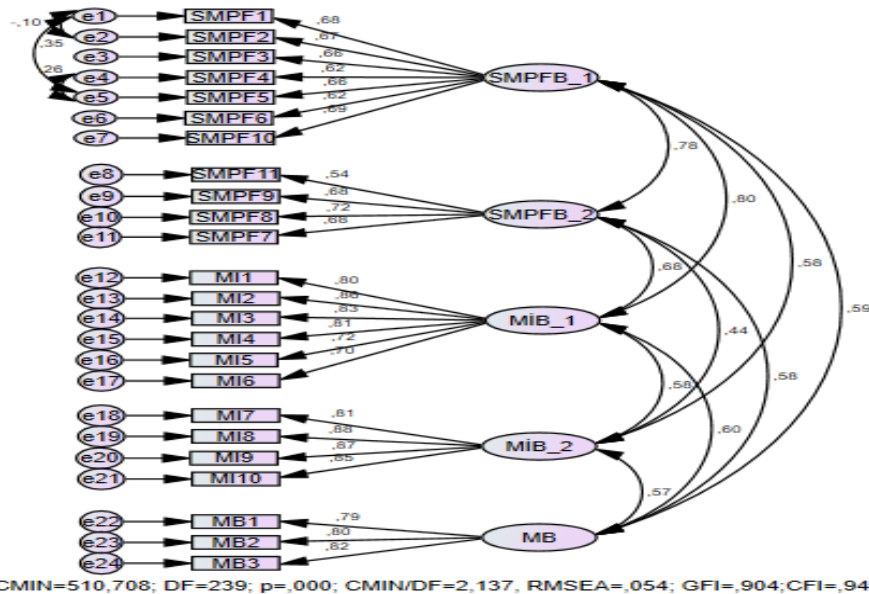 e1 SMPF1 ,68
-,10
e2 SMPF2 ,67
,35
e3 SMPF3 ,66
e4 SMPF4 ,62
,26
SMPFB_1
e5 SMPF5 ,66
e6 SMPF6 ,62
e7 SMPF10 ,69
,78
e8 SMPF11 ,54
e9 SMPF9 ,68
,80
e10 SMPF8 ,72
SMPFB_2
e11 SMPF7 ,68
,58
,68
e12 MI1 ,80
e13 MI2 ,86
,59
e14 MI3 ,83
MİB_1
e15 MI4 ,81
,44
e16 MI5 ,72
e17 MI6 ,70
,58
,58
e18 MI7 ,81
,60
e19 MI8 ,88
MİB_2
e20 MI9 ,87
e21 MI10 ,65
,57
e22 MB1 ,79
e23 MB2 ,80
MB
e24 MB3 ,62
CMIN=510,708; DF=239; p=,000; CMIN/DF=2,137, RMSEA=,054; GFI=,904;CFI=,94